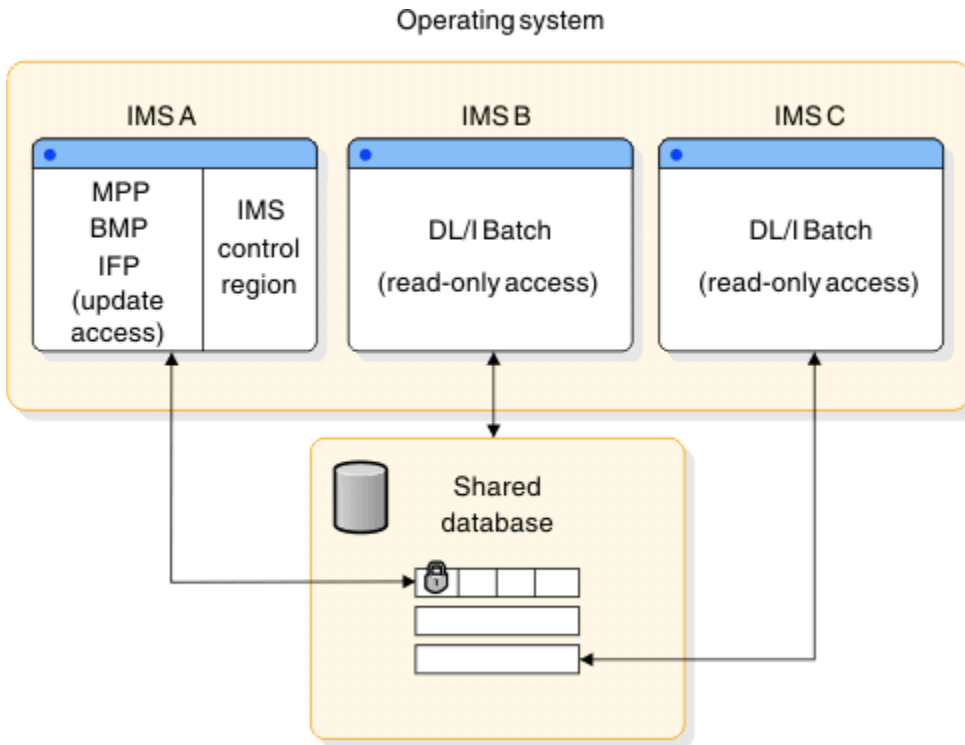 Operating system
IMS A
IMS B
IMS C
MPP
BMP
IFP
(update
access)
IMS
control
region
DL/I Batch
(read-only access)
DL/I Batch
(read-only access)
Shared
database
1